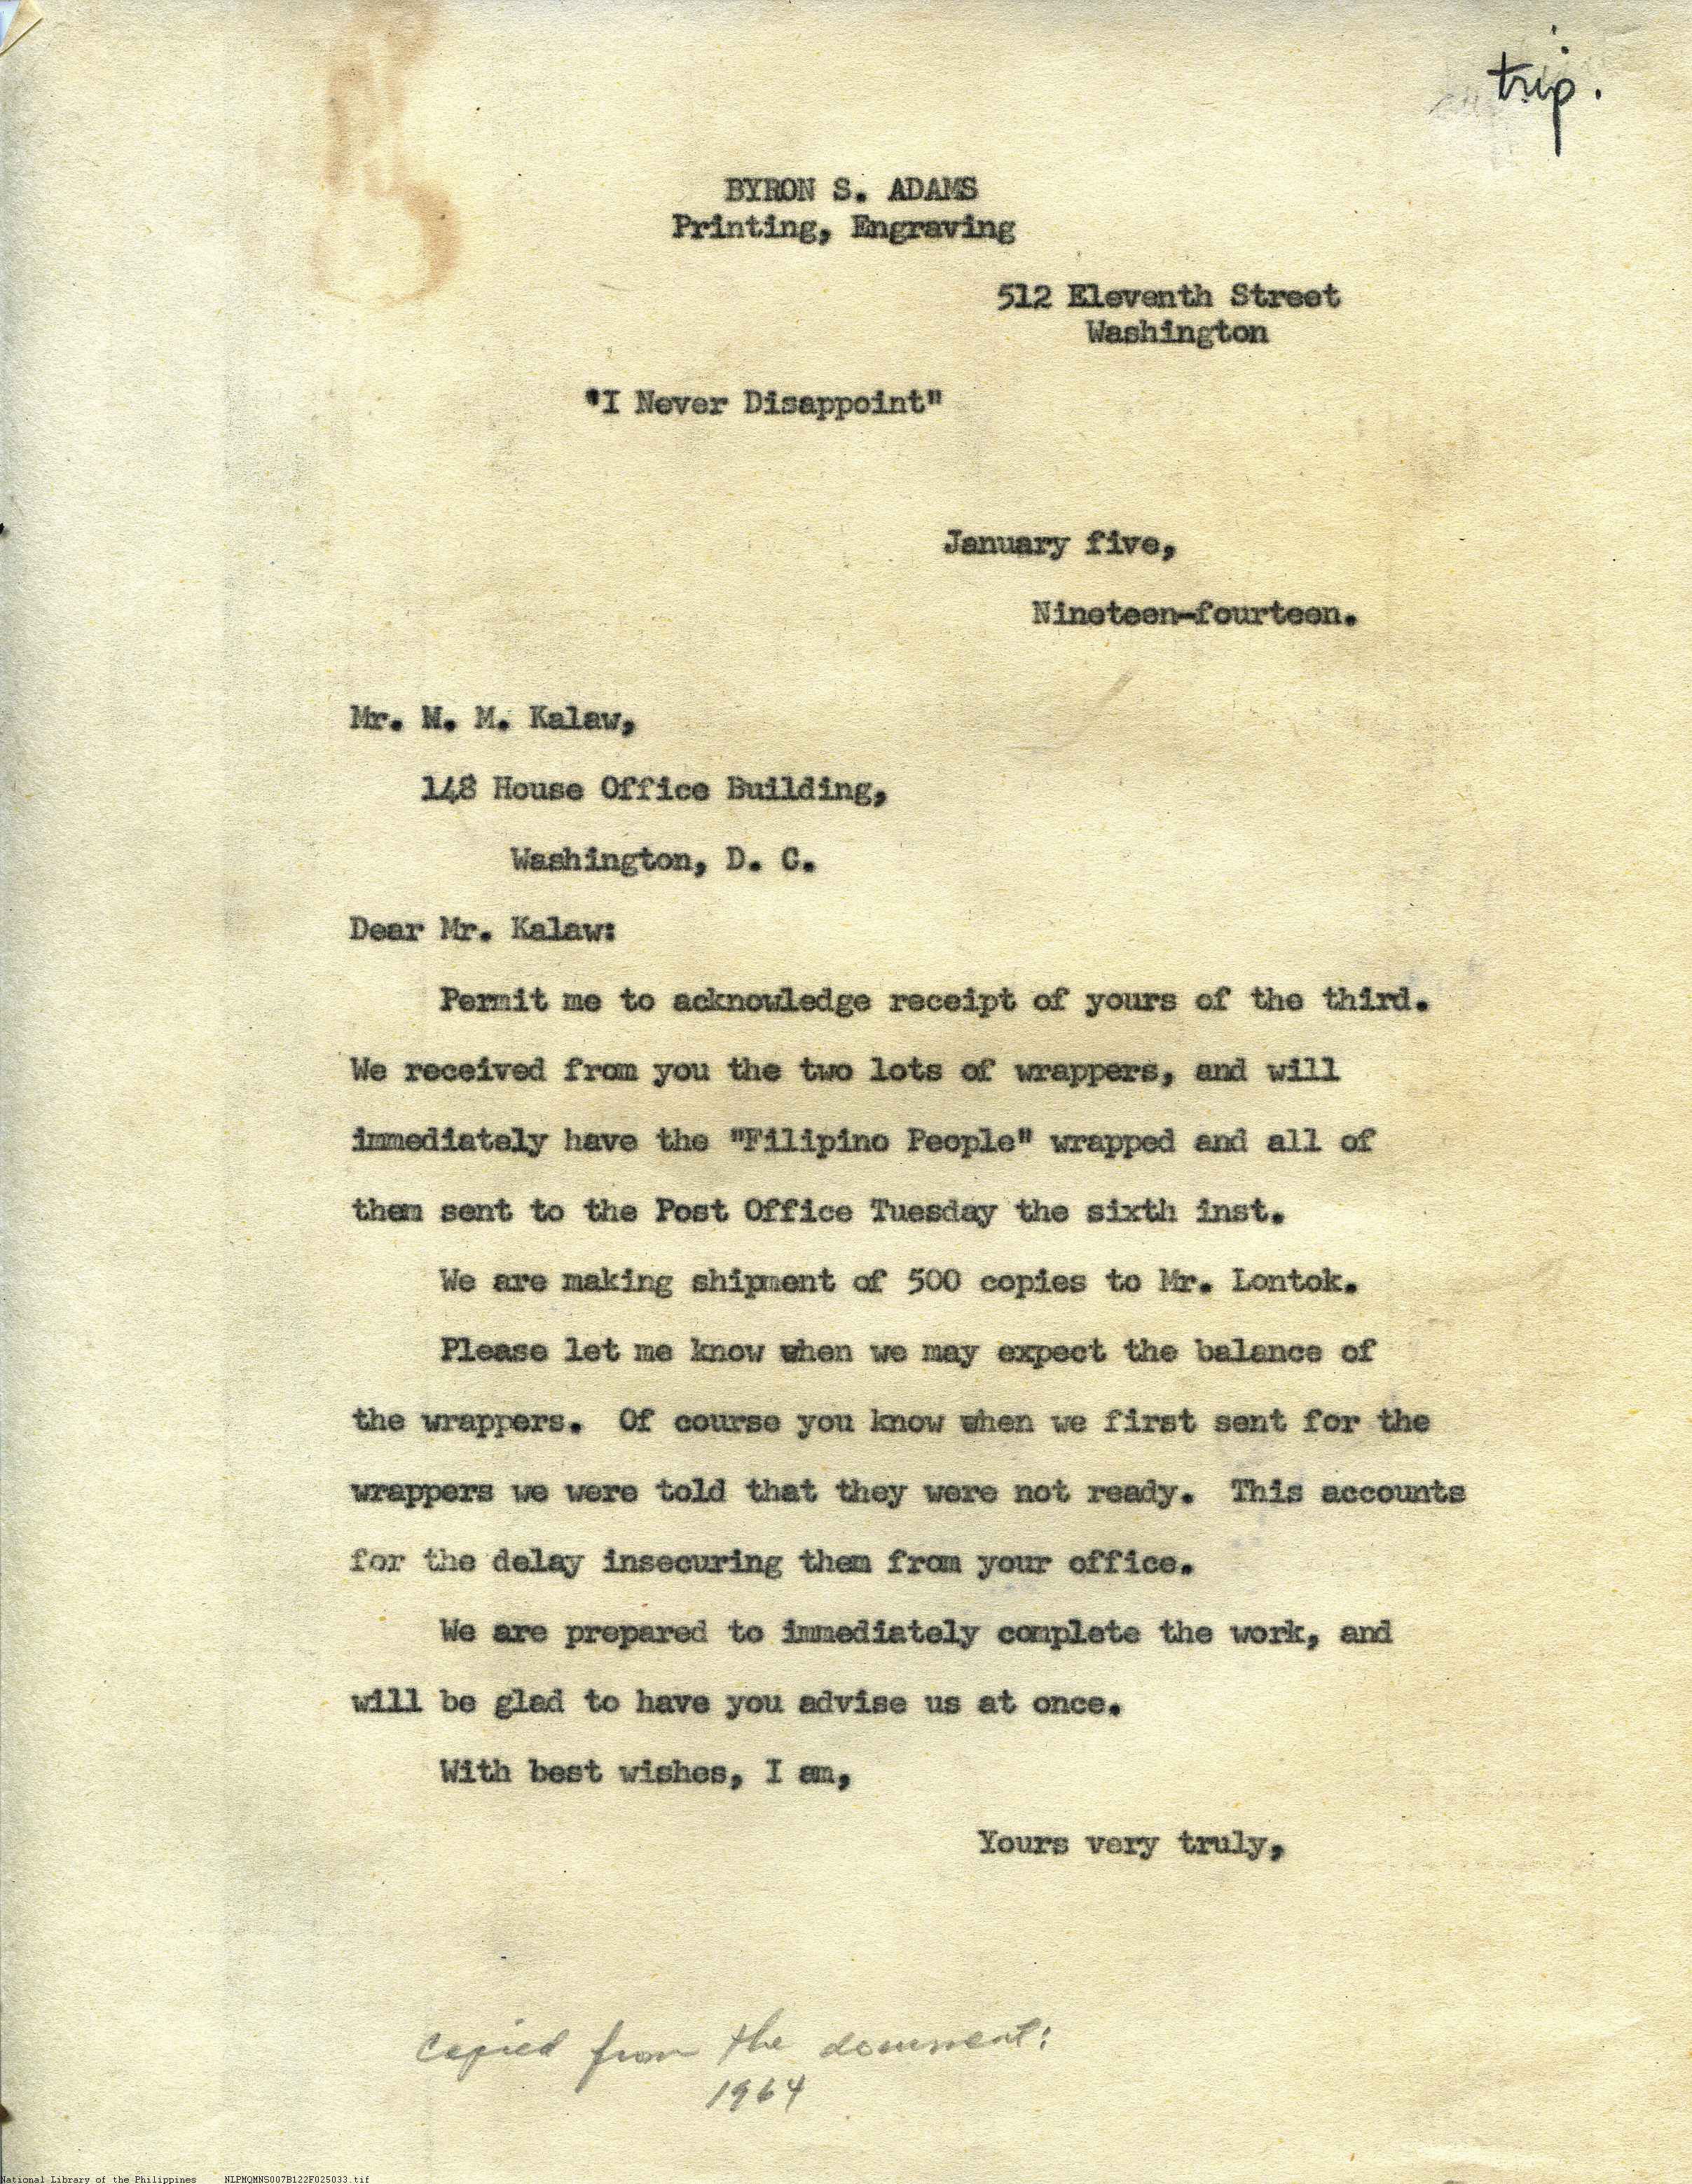 trip.
BYRON S. ADAMS
Printing, Engraving
512 Eleventh Street
Washington
"I Never Disappoint"
January five,
Nineteen-fourteen.
Mr. M. M. Kalaw,
148 House Office Building,
Washington, D. C.
Dear Mr. Kalaw:
Permit me to acknowledge receipt of yours of the third.
We received from you the two lots of wrappers, and will
immediately have the "Filipino People" wrapped and all of
them sent to the Post Office Tuesday the sixth inst.
We are making shipment of 500 copies to Mr. Lontok.
Please let me know when we may expect the balance of
the wrappers. Of course you know when we first sent for the
wrappers we were told that they were not ready. This accounts
for the delay insecuring them from your office.
We are prepared to immediately complete the work, and
will be glad to have you advise us at once.
With best wishes, I am,
Yours very truly,
Copied from the document:
1964
National Library of the Philippines NLPMQMNS007B122F025033.tif